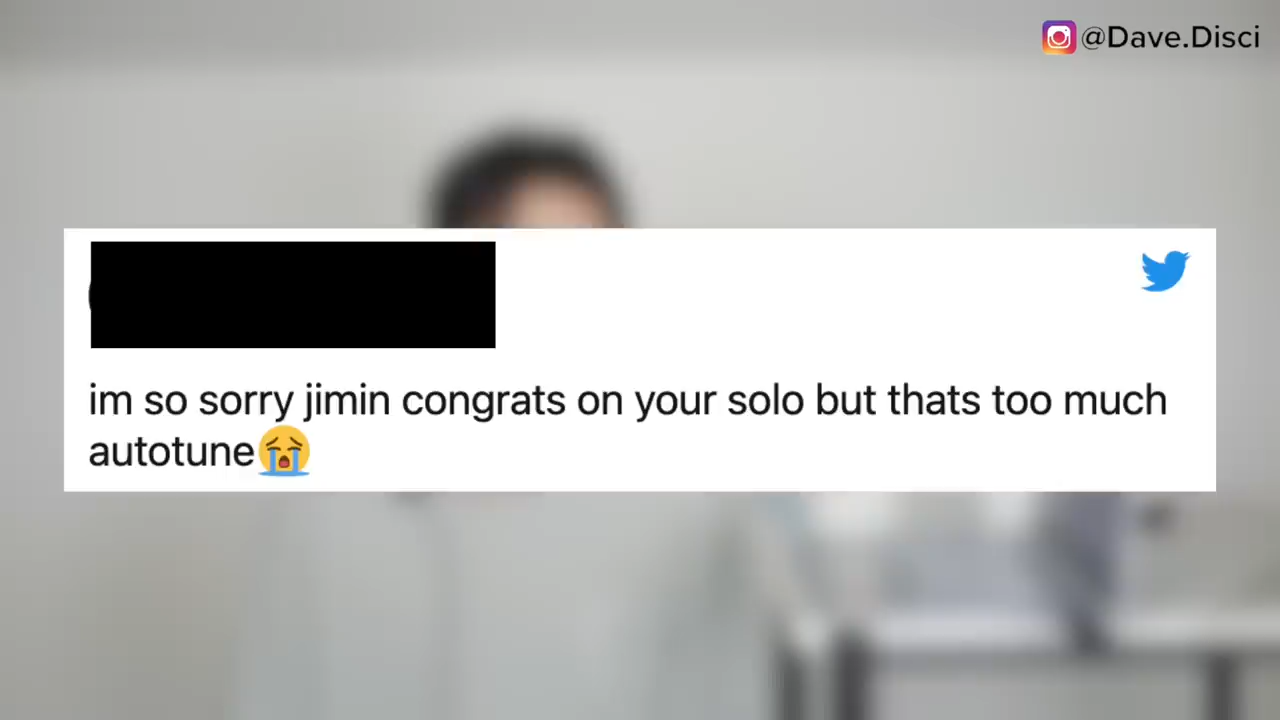 @Dave.Disci
im so sorry jimin congrats on your solo but thats too much
autotune😭